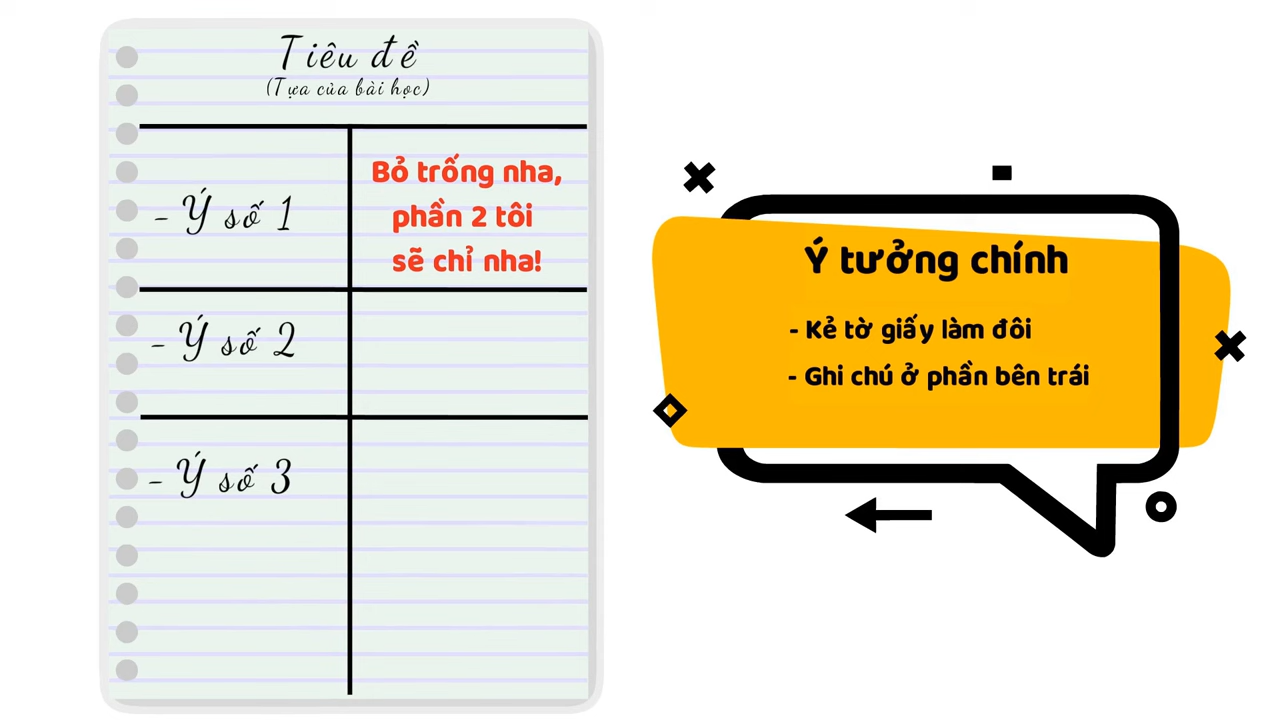 Tiêu đề
(Tựa của bài học)
- Ý số 1
Bỏ trống nha,
phần 2 tôi
sẽ chỉ nha!
- Ý số 2
- Ý số 3
Ý tưởng chính
- Kẻ tờ giấy làm đôi
- Ghi chú ở phần bên trái